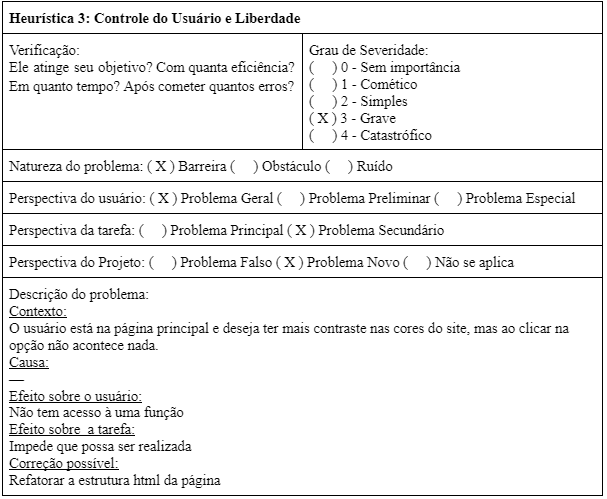 Heurística 3: Controle do Usuário e Liberdade
Verificação:
Ele atinge seu objetivo? Com quanta eficiência?
Em quanto tempo? Após cometer quantos erros?
Grau de Severidade:
(    ) 0 - Sem importância
(    ) 1 - Comético
(    ) 2 - Simples
( X ) 3 - Grave
(    ) 4 - Catastrófico
Natureza do problema: ( X ) Barreira (    ) Obstáculo (    ) Ruído
Perspectiva do usuário: ( X ) Problema Geral (    ) Problema Preliminar (    ) Problema Especial
Perspectiva da tarefa: (    ) Problema Principal ( X ) Problema Secundário
Perspectiva do Projeto: (    ) Problema Falso ( X ) Problema Novo (    ) Não se aplica
Descrição do problema:
Contexto:
O usuário está na página principal e deseja ter mais contraste nas cores do site, mas ao clicar na
opção não acontece nada.
Causa:
—
Efeito sobre o usuário:
Não tem acesso à uma função
Efeito sobre a tarefa:
Impede que possa ser realizada
Correção possível:
Refatorar a estrutura html da página